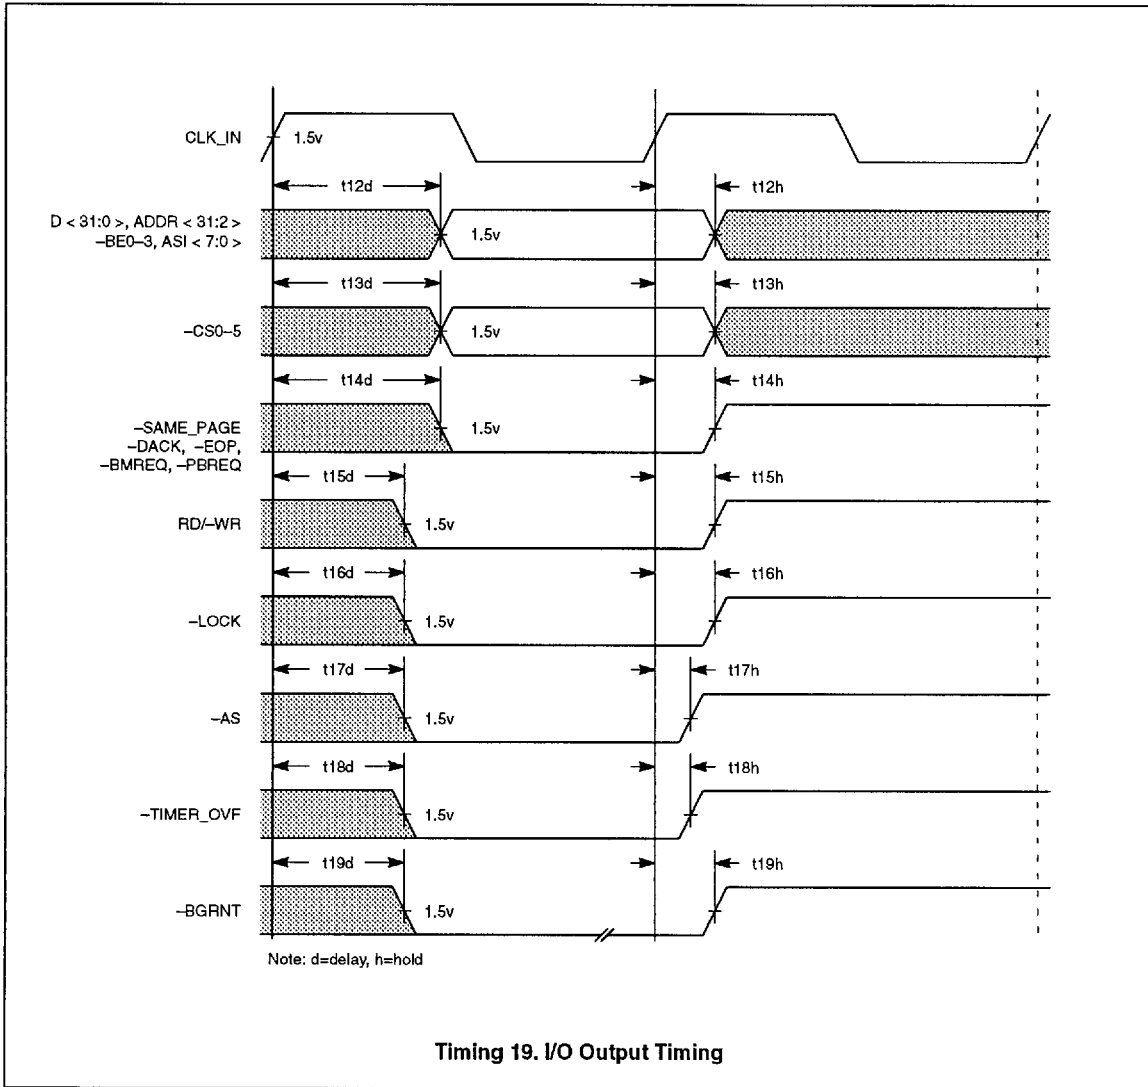 CLK_IN
1.5v
t12d
t12h
D < 31:0 >, ADDR < 31:2 >
–BE0–3, ASI < 7:0 >
1.5v
t13d
t13h
–CS0–5
1.5v
t14d
t14h
–SAME_PAGE
–DACK, –EOP,
–BMREQ, –PBREQ
1.5v
t15d
t15h
RD/–WR
1.5v
t16d
t16h
–LOCK
1.5v
t17d
t17h
–AS
1.5v
t18d
t18h
–TIMER_OVF
1.5v
t19d
t19h
–BGRNT
1.5v
Note: d=delay, h=hold
Timing 19. I/O Output Timing